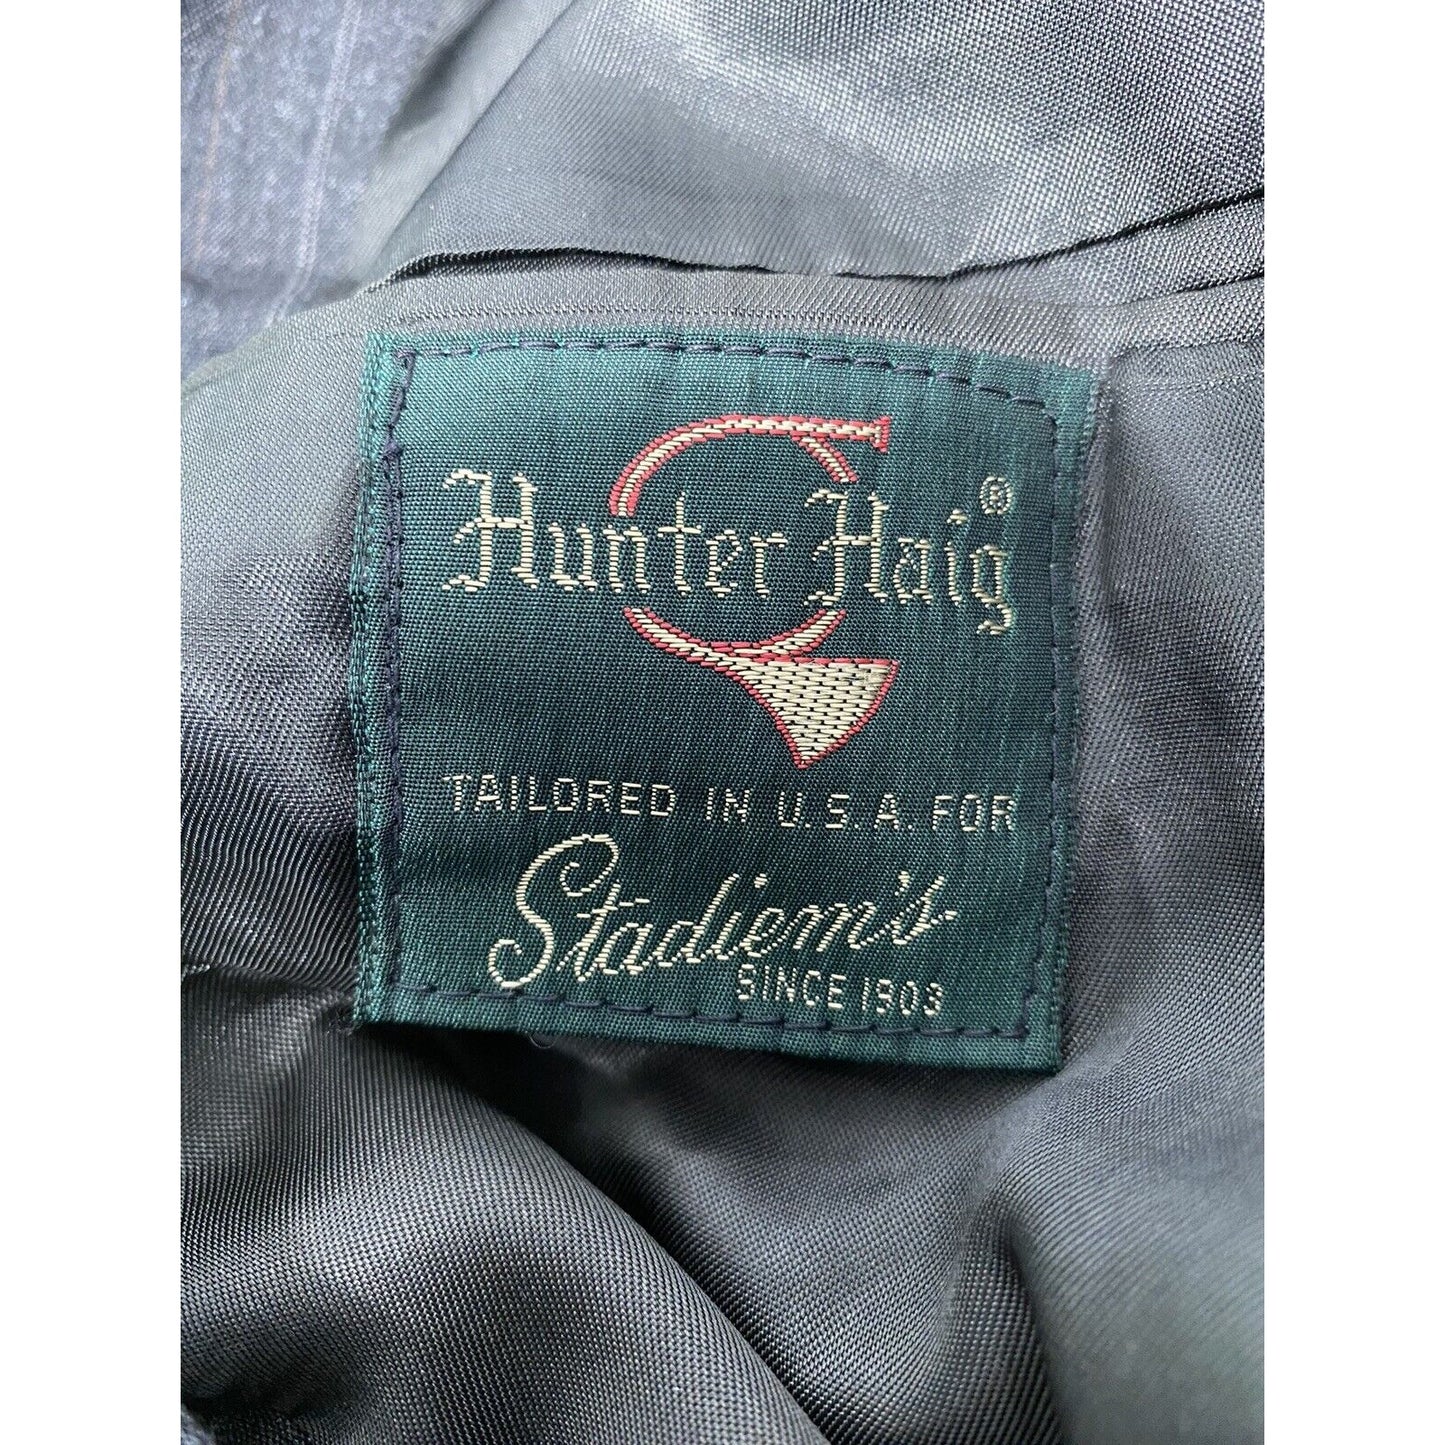 Hunter Haig®
TAILORED IN U.S.A. FOR
Stadiem's
SINCE 1903